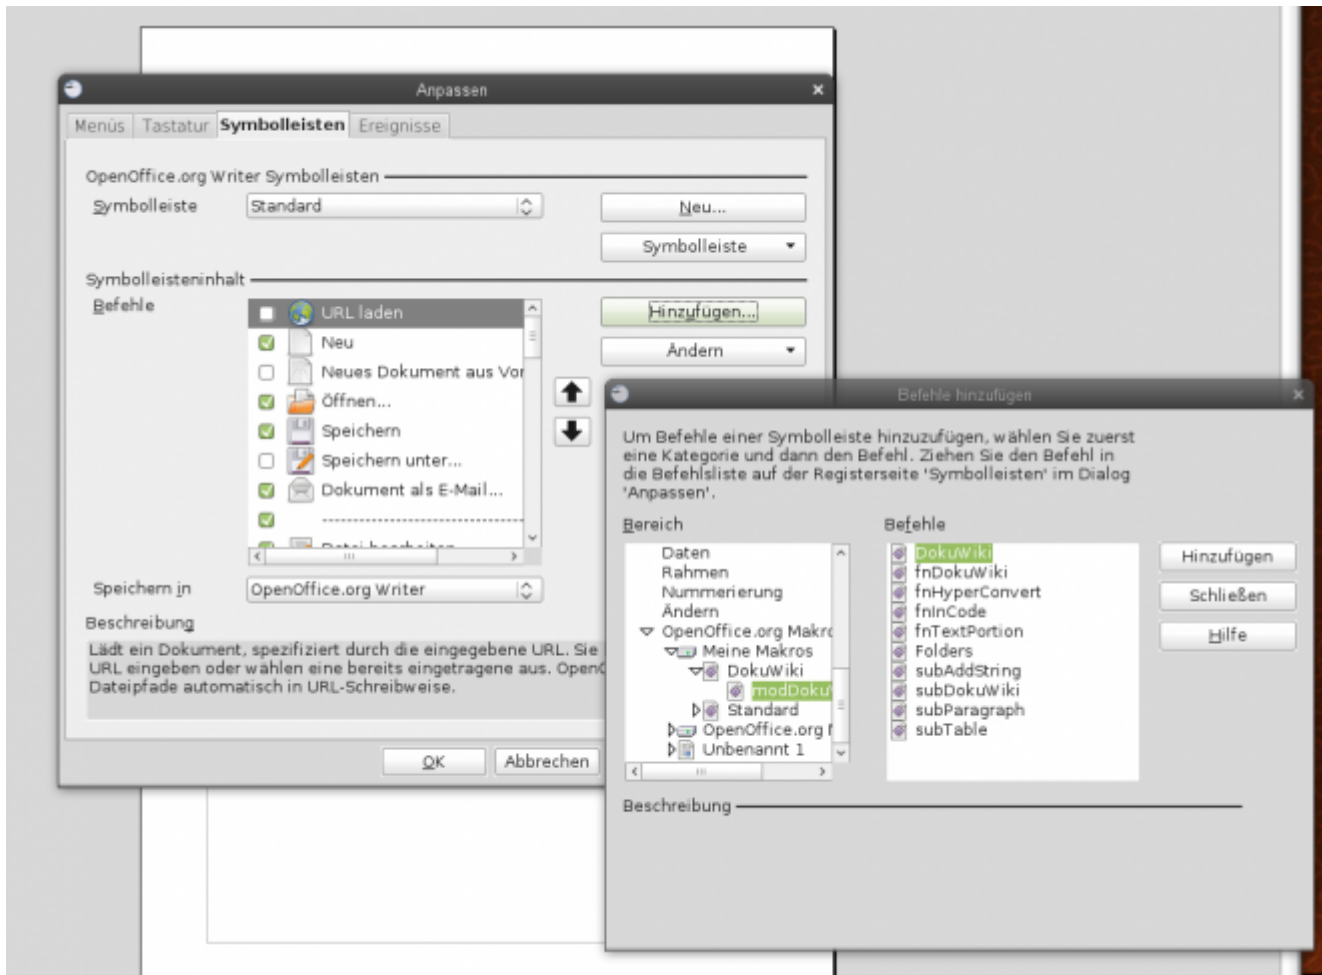 Anpassen
Menüs Tastatur Symbolleisten Ereignisse
OpenOffice.org Writer Symbolleisten
Symbolleiste Standard Neu...
Symbolleiste
Symbolleisteninhalt
Befehle URL laden Hinzufügen...
Neu Ändern
Neues Dokument aus Vor
Öffnen...
Speichern
Speichern unter...
Dokument als E-Mail...
Datei bearbeiten
Speichern in OpenOffice.org Writer
Beschreibung
Lädt ein Dokument, spezifiziert durch die eingegebene URL. Sie
URL eingeben oder wählen eine bereits eingetragene aus. OpenO
Dateipfade automatisch in URL-Schreibweise.
OK Abbrechen
Befehle hinzufügen
Um Befehle einer Symbolleiste hinzuzufügen, wählen Sie zuerst
eine Kategorie und dann den Befehl. Ziehen Sie den Befehl in
die Befehlsliste auf der Registerseite 'Symbolleisten' im Dialog
'Anpassen'.
Bereich Befehle
Daten
Rahmen
Nummerierung
Ändern
OpenOffice.org Makro
Meine Makros
DokuWiki
modDokuW
Standard
OpenOffice.org M
Unbenannt 1
DokuWiki
fnDokuWiki
fnHyperConvert
fnInCode
fnTextPortion
Folders
subAddString
subDokuWiki
subParagraph
subTable
Hinzufügen
Schließen
Hilfe
Beschreibung